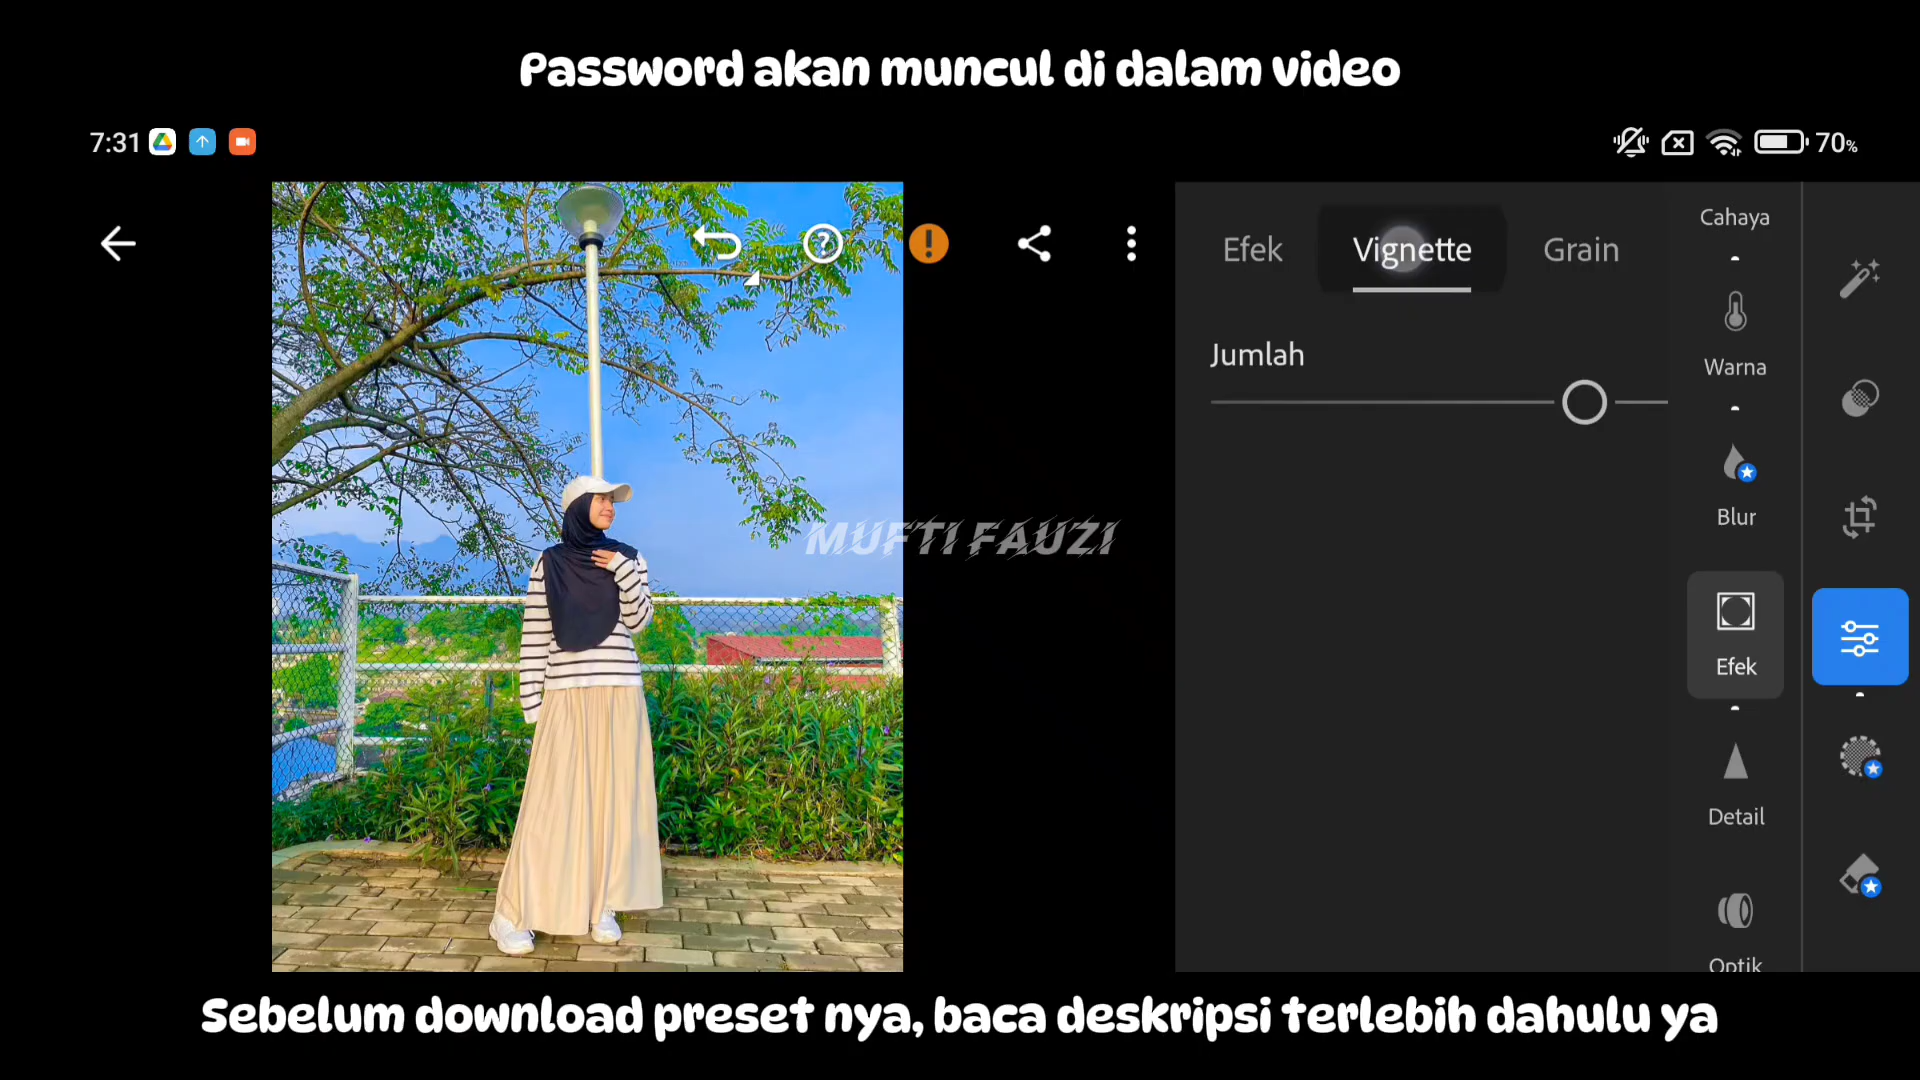 Password akan muncul di dalam video
7:31
70%
Efek
Vignette
Grain
Cahaya
Jumlah
Warna
Blur
MUFTI FAUZI
Efek
Detail
Optik
Sebelum download preset nya, baca deskripsi terlebih dahulu ya